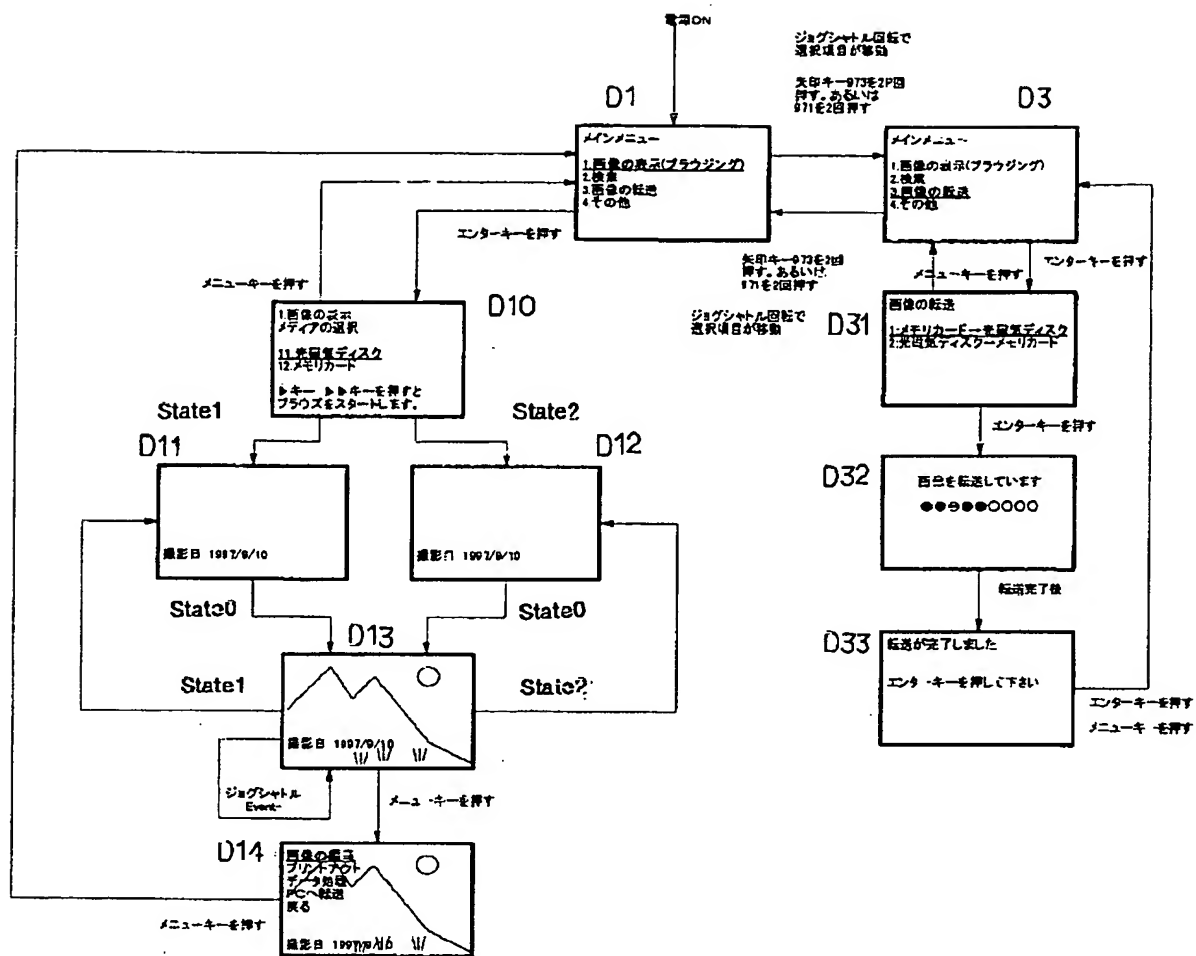 電源ON
ジョグシャトル回転で
選択項目が移動
矢印キー973を2P回
押す。あるいは
971を2回押す
D1
D3
メインメニュー
1.画像の表示(ブラウジング)
2.検索
3.画像の転送
4.その他
メインメニュー
1.画像の表示(ブラウジング)
2.検索
3.画像の転送
4.その他
エンターキーを押す
矢印キー973を2回
押す。あるいは
971を2回押す
メニューキーを押す
エンターキーを押す
メニューキーを押す
ジョグシャトル回転で
選択項目が移動
D10
1.画像の表示
メディアの選択
11.光磁気ディスク
12.メモリカード
▶キー ▶▶キーを押すと
ブラウズをスタートします。
D31
画像の転送
1:メモリカード→光磁気ディスク
2:光磁気ディスク→メモリカード
State1
State2
エンターキーを押す
D11
D12
D32
撮影日 1997/9/10
撮影日 1997/9/10
画像を転送しています
●●●●●○○○○
転送完了後
State0
State0
D13
D33
転送が完了しました
エンターキーを押して下さい
State1
State2
撮影日 1997/9/10
エンターキーを押す
メニューキーを押す
ジョグシャトル
Event
メニューキーを押す
D14
プリントアウト
データ処理
PCへ転送
戻る
撮影日 1997/9/10
メニューキーを押す